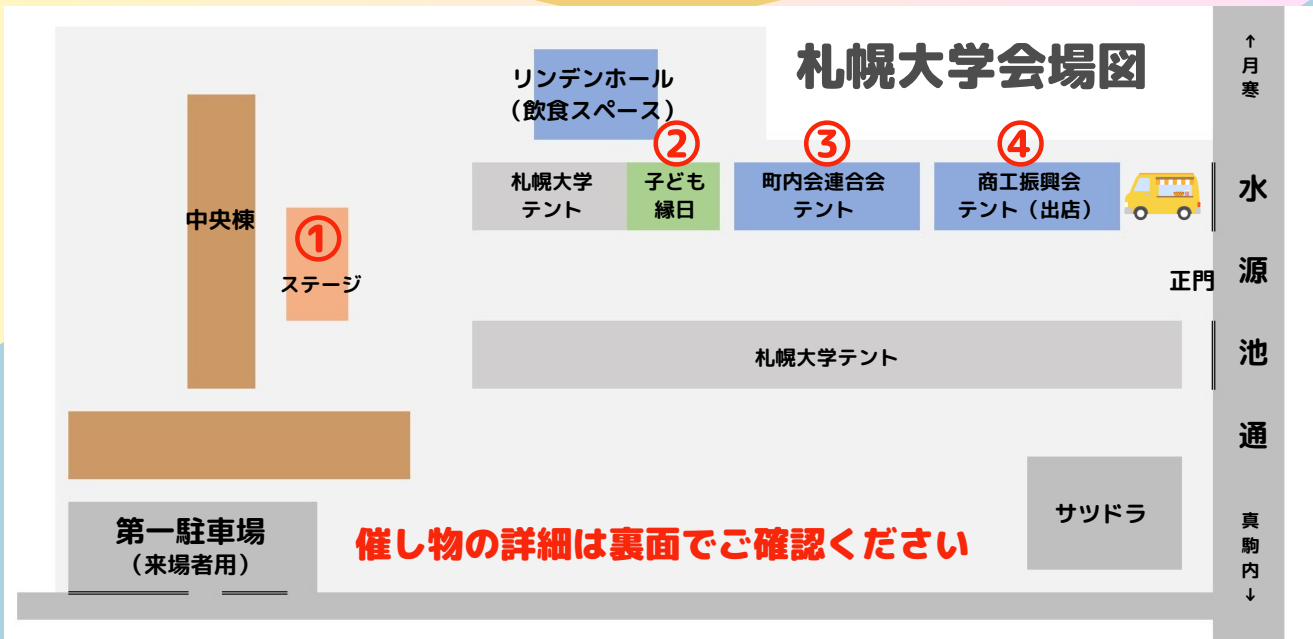 札幌大学会場図
↑月寒
リンデンホール
（飲食スペース）
②
③
④
札幌大学
テント
子ども
縁日
町内会連合会
テント
商工振興会
テント（出店）
水源池通
中央棟
①
ステージ
正門
札幌大学テント
サツドラ
第一駐車場
（来場者用）
催し物の詳細は裏面でご確認ください
真駒内↓